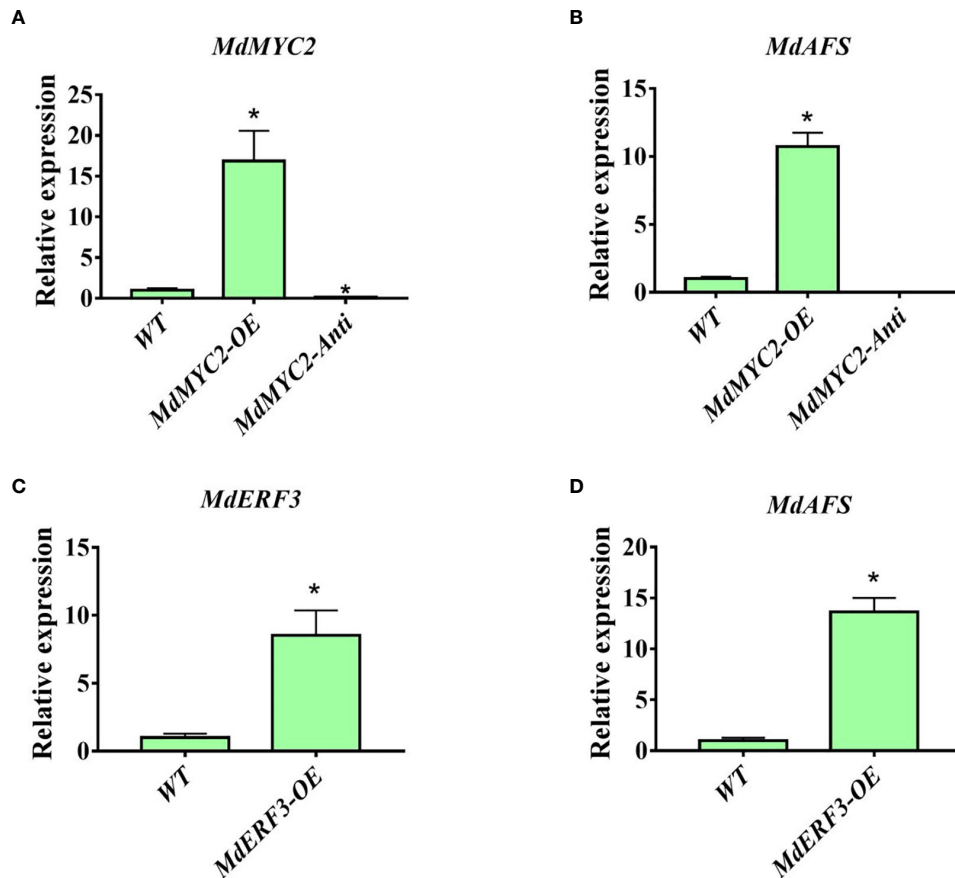 A
MdMYC2
Relative expression
25
20
15
10
5
0
*
*
WT
MdMYC2-OE
MdMYC2-Anti
B
MdAFS
Relative expression
15
10
5
0
*
WT
MdMYC2-OE
MdMYC2-Anti
C
MdERF3
Relative expression
15
10
5
0
*
WT
MdERF3-OE
D
MdAFS
Relative expression
20
15
10
5
0
*
WT
MdERF3-OE